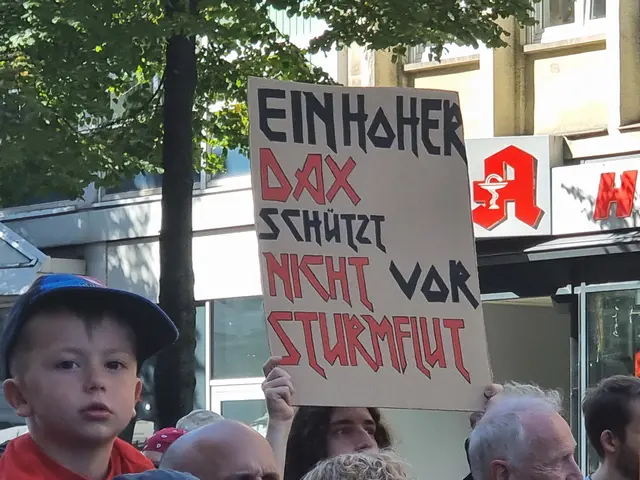 EIN HOHER
DAX
SCHÜTZT
NICHT VOR
STURMFLUT
A
H